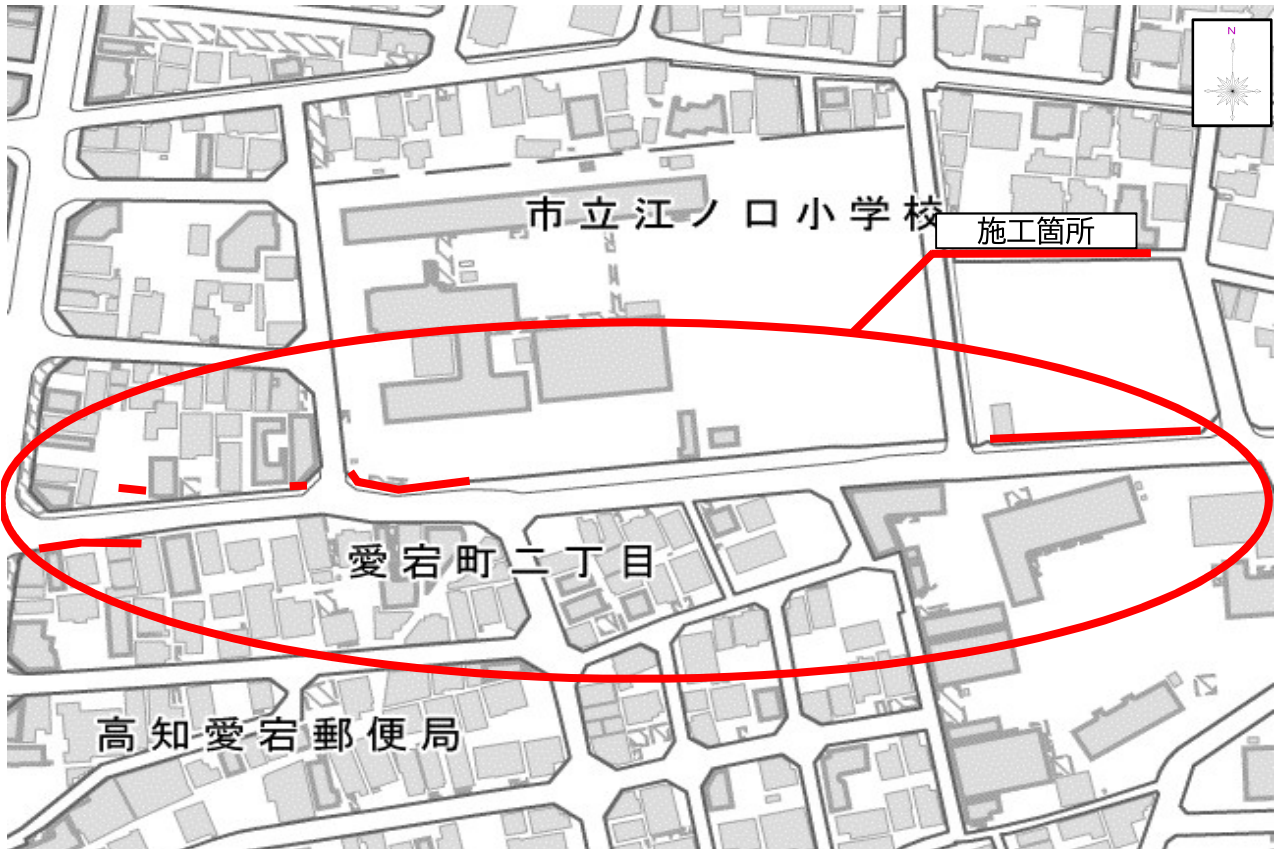 N
市立江ノ口小学校
施工箇所
愛宕町二丁目
高知愛宕郵便局